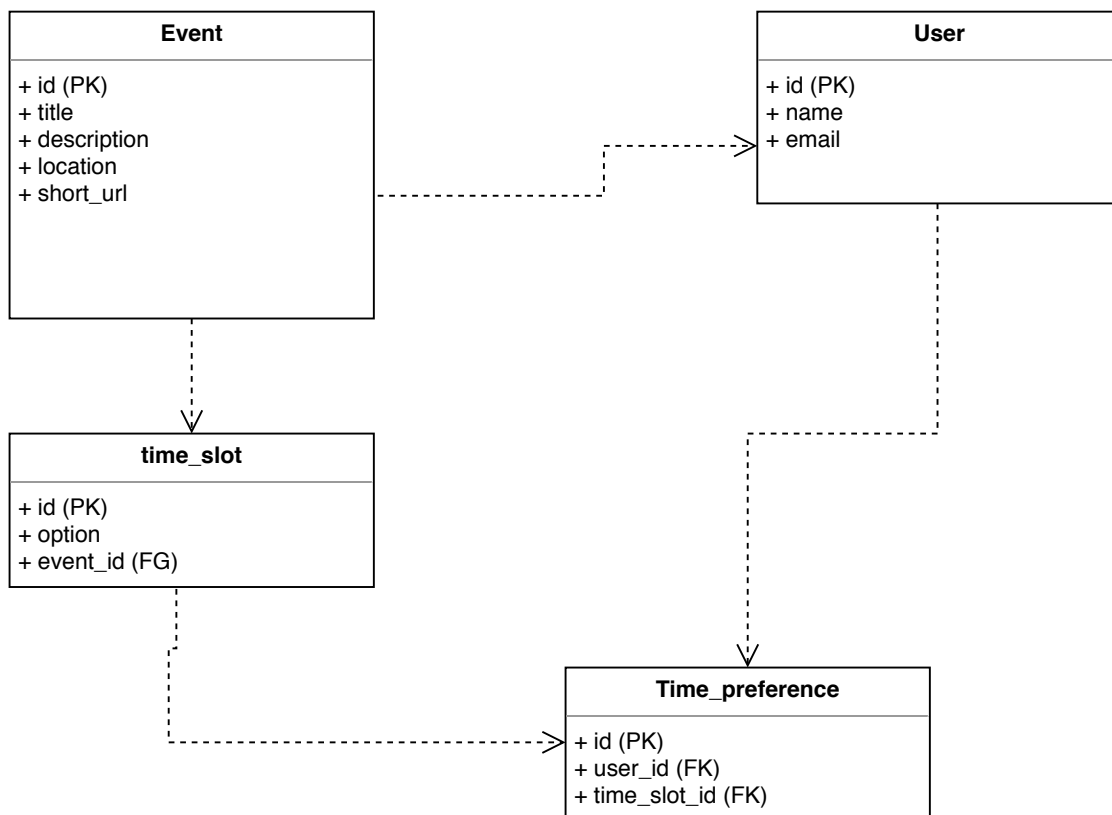 Event
+ id (PK)
+ title
+ description
+ location
+ short_url
User
+ id (PK)
+ name
+ email
time_slot
+ id (PK)
+ option
+ event_id (FG)
Time_preference
+ id (PK)
+ user_id (FK)
+ time_slot_id (FK)